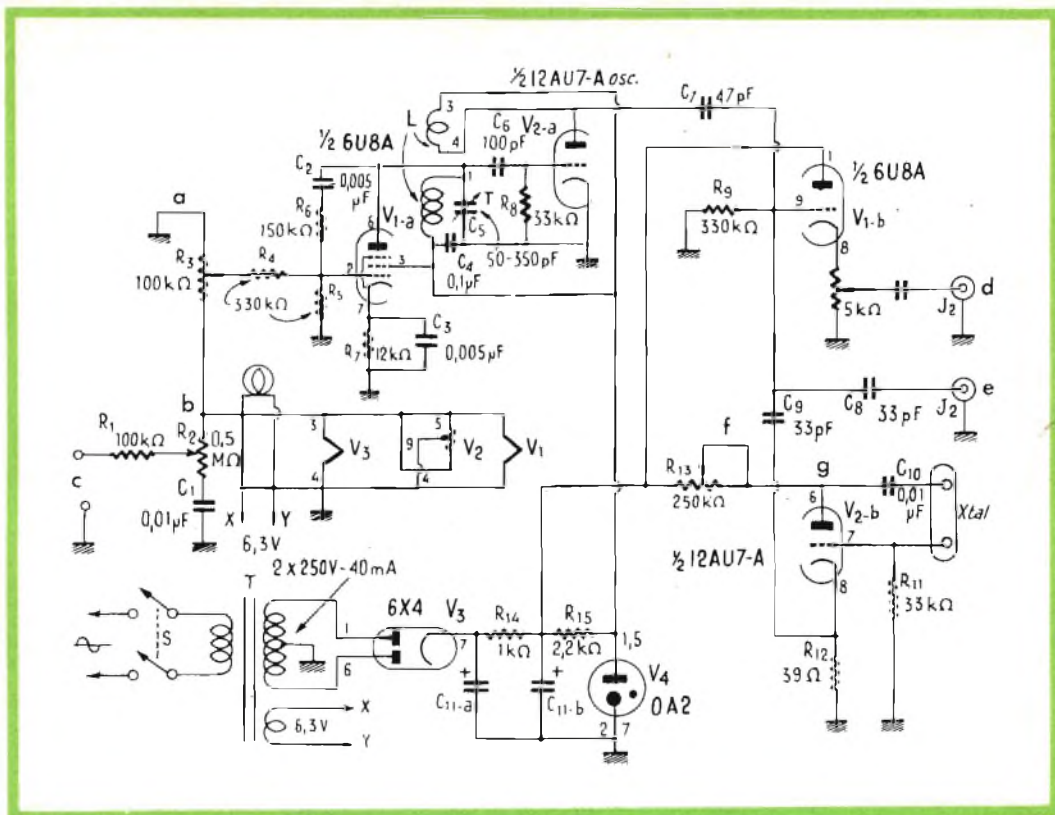 ½ 12AU7-A osc.
3
L
4
C7 47pF
½ 6U8A
C6
100pF
V2-a
C2
0,005
µF
R6
150kΩ
1
T
C5
R8
33kΩ
50-350pF
V1-a
6
2
3
7
C4
0,1µF
a
R3
100kΩ
R4
330kΩ
R5
R7
12kΩ
C3
0,005µF
1
½ 6U8A
R9
330kΩ
9
V1-b
8
5kΩ
d
J2
e
J2
C8
33pF
C9
33pF
b
R1
100kΩ
R2
0,5
MΩ
c
C1
0,01µF
X Y
6,3V
3
V3
4
5
9
V2
4
V1
f
R13
250kΩ
g
6
C10
0,01
µF
Xtal
V2-b
7
½ 12AU7-A
8
R11
33kΩ
R12
39Ω
T
2 x 250V-40mA
S
1
6
6X4 V3
7
R14
1kΩ
R15
2,2kΩ
1,5
V4
OA2
2 7
+
C11-a
+
C11-b
X
6,3V
Y